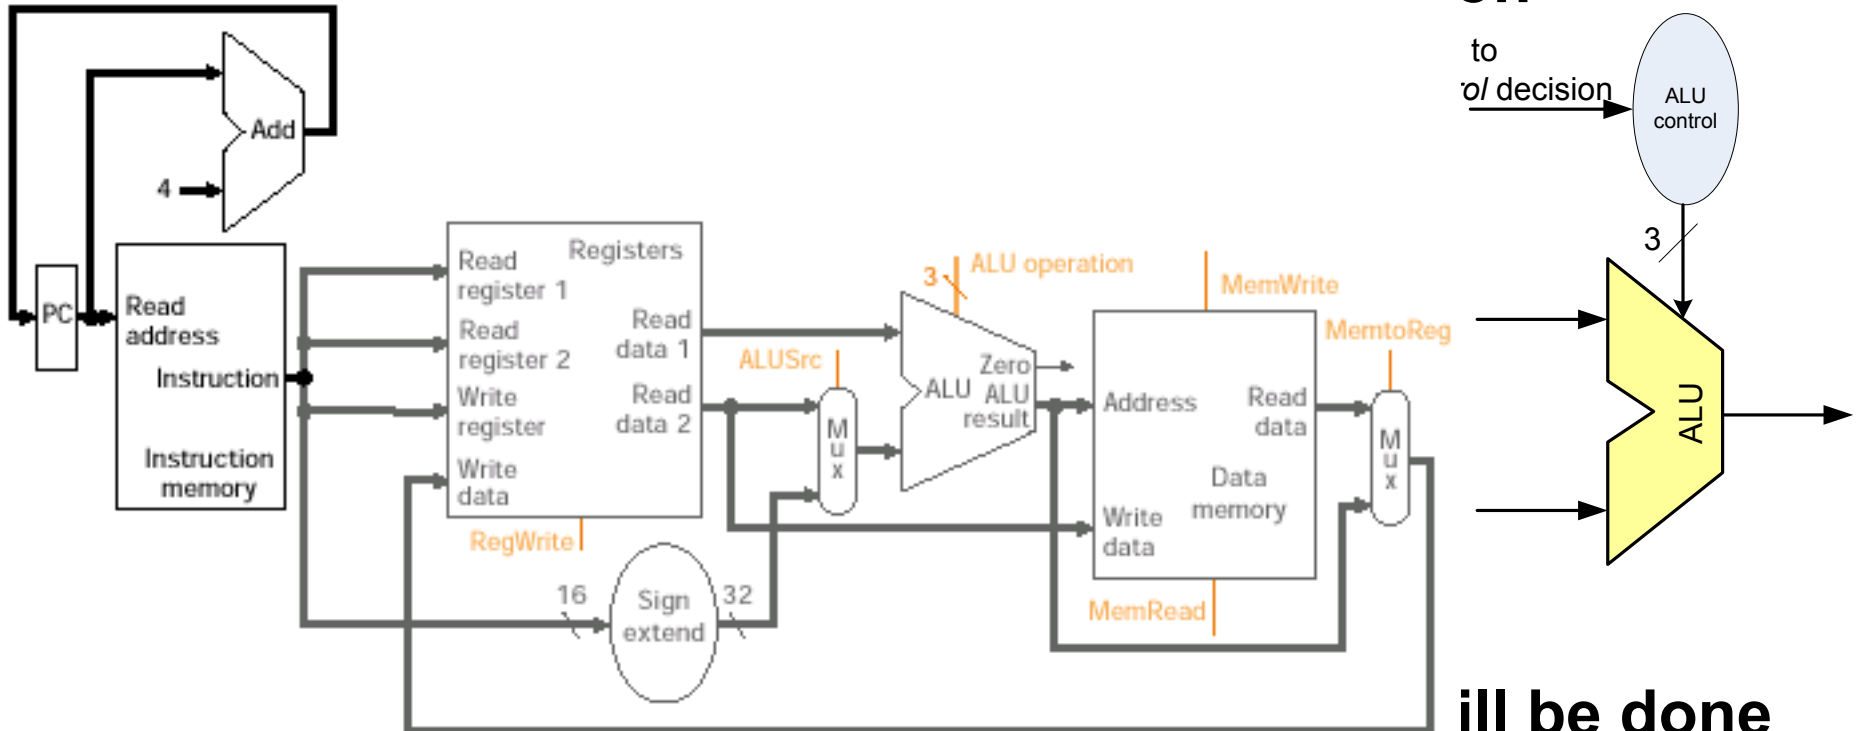 Add
4
PC
Read
address
Instruction
Instruction
memory
Registers
Read
register 1
Read
register 2
Write
register
Write
data
Read
data 1
Read
data 2
RegWrite
16
Sign
extend
32
ALUSrc
M
u
x
3
ALU operation
Zero
ALU
ALU
result
MemWrite
Address
Read
data
Data
memory
Write
data
MemRead
MemtoReg
M
u
x
to
decision
ALU
control
3
ALU
ill be done